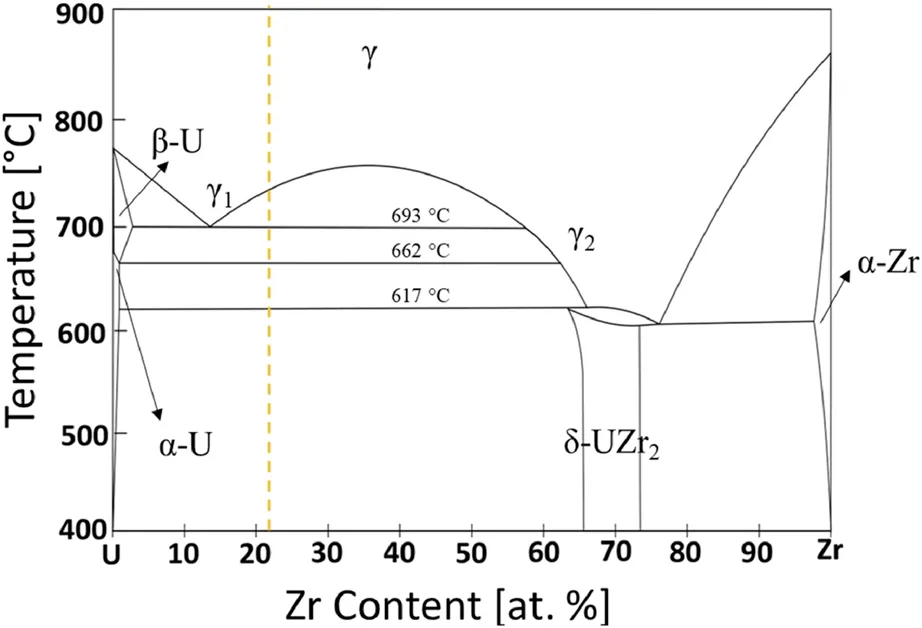 900
γ
800
β-U
γ₁
700
693 °C
γ₂
662 °C
α-Zr
617 °C
600
α-U
500
δ-UZr₂
400
U 10 20 30 40 50 60 70 80 90 Zr
Temperature [°C]
Zr Content [at. %]